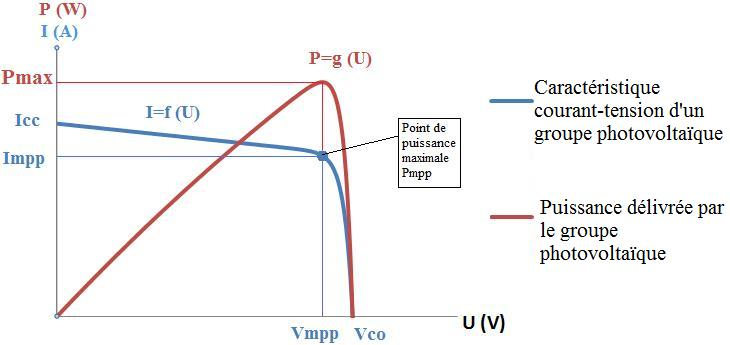 P (W)
I (A)
P=g (U)
Pmax
I=f (U)
Icc
Impp
Point de
puissance
maximale
Pmpp
Vmpp
Vco
U (V)
Caractéristique
courant-tension d'un
groupe photovoltaïque
Puissance délivrée par
le groupe
photovoltaïque